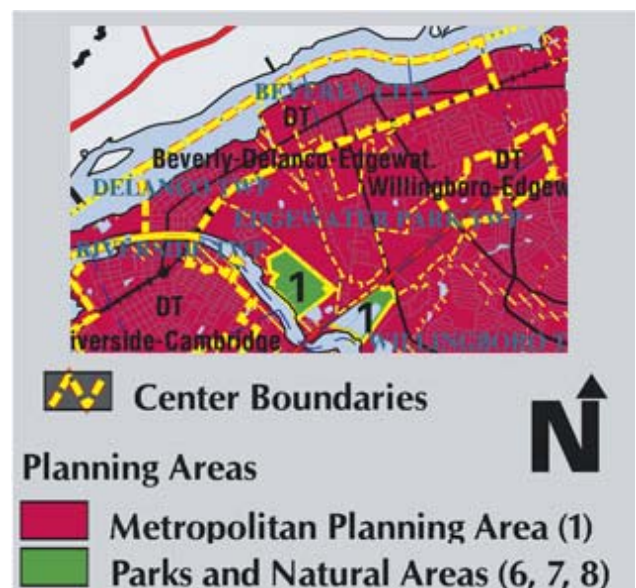 BEVERLY CITY
DT
Beverly-Delanco-Edgewat.
DT
DELANCO TWP
Willingboro-Edgew
EDGEWATER PARK TWP
RIVERSIDE TWP
1
DT
1
iverside-Cambridge
WILLINGBORO T
Center Boundaries
N
Planning Areas
Metropolitan Planning Area (1)
Parks and Natural Areas (6, 7, 8)